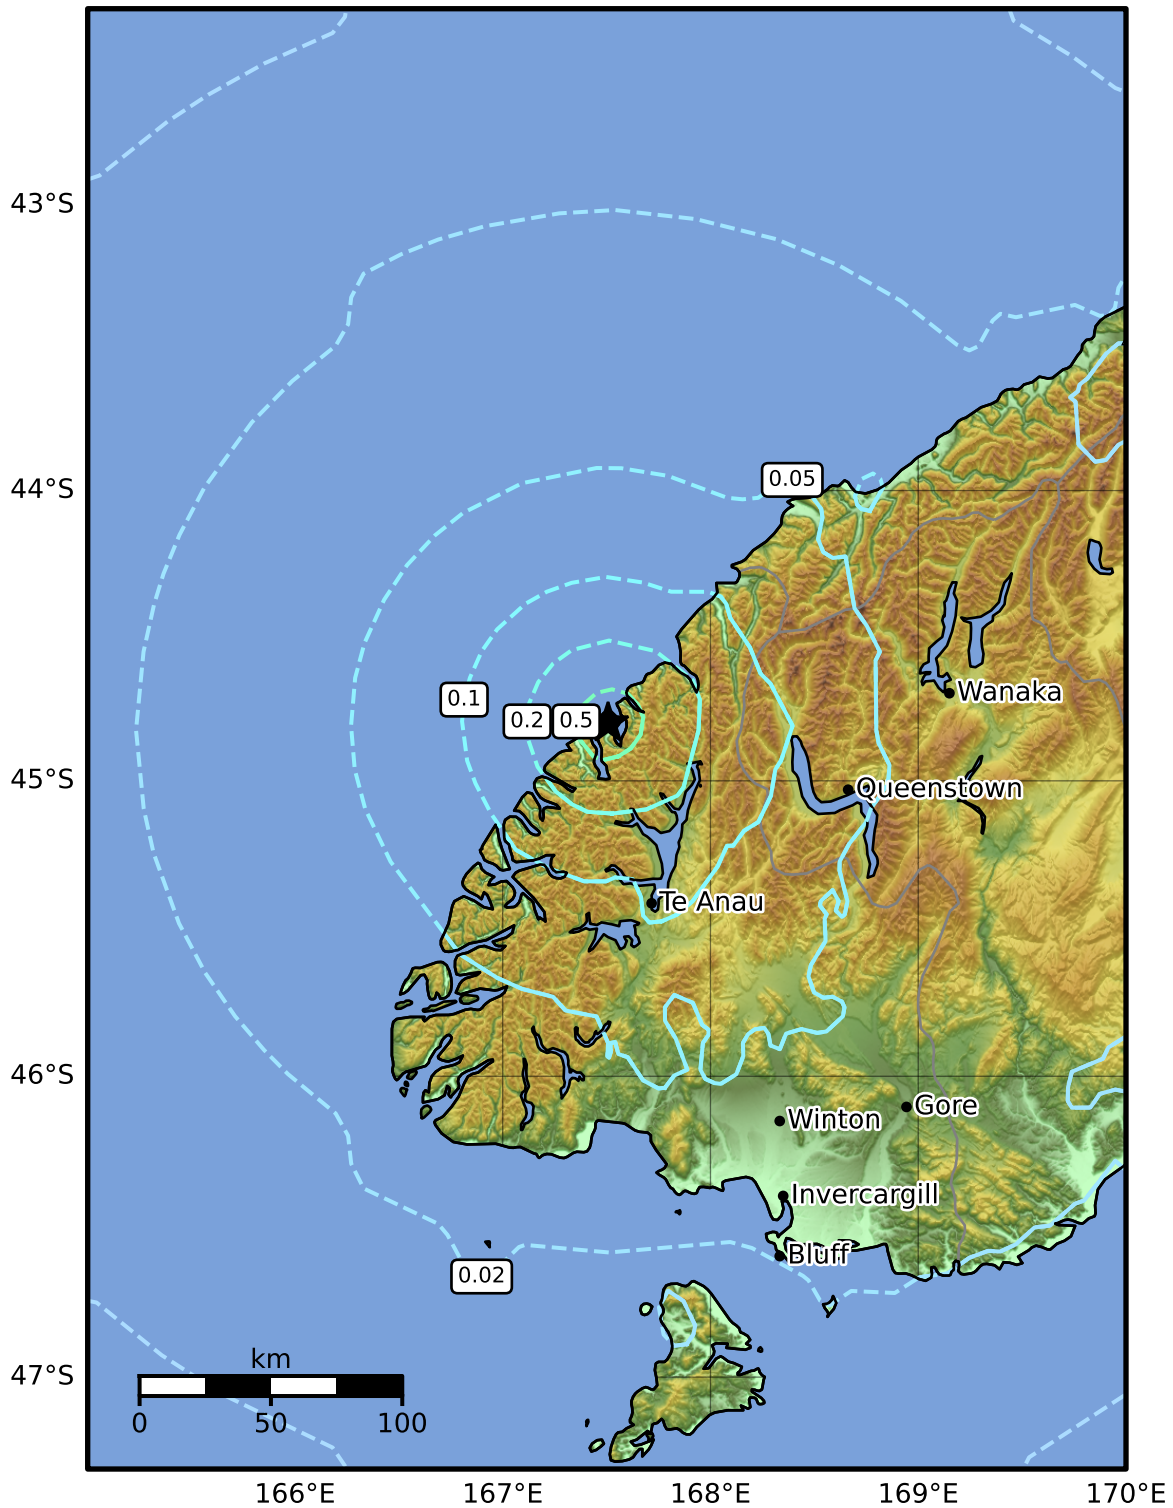 43°S
44°S
0.05
0.1
Wanaka
0.2
0.5
45°S
Queenstown
Te Anau
46°S
Gore
Winton
Invercargill
Bluff
0.02
km
47°S
0 50 100
166°E 167°E 168°E 169°E 170°E